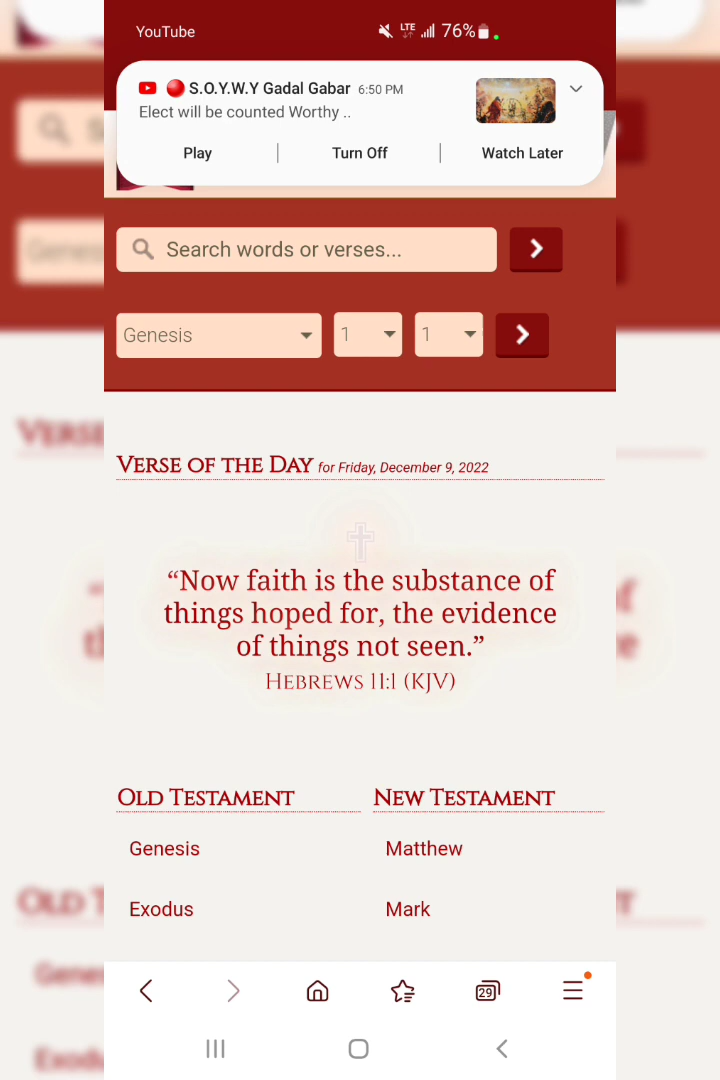 YouTube LTE 76%
S.O.Y.W.Y Gadal Gabar 6:50 PM
Elect will be counted Worthy ..
Play Turn Off Watch Later
Search words or verses...
Genesis 1 1
Verse of the Day for Friday, December 9, 2022
“Now faith is the substance of
things hoped for, the evidence
of things not seen.”
Hebrews 11:1 (KJV)
Old Testament New Testament
Genesis Matthew
Exodus Mark
29